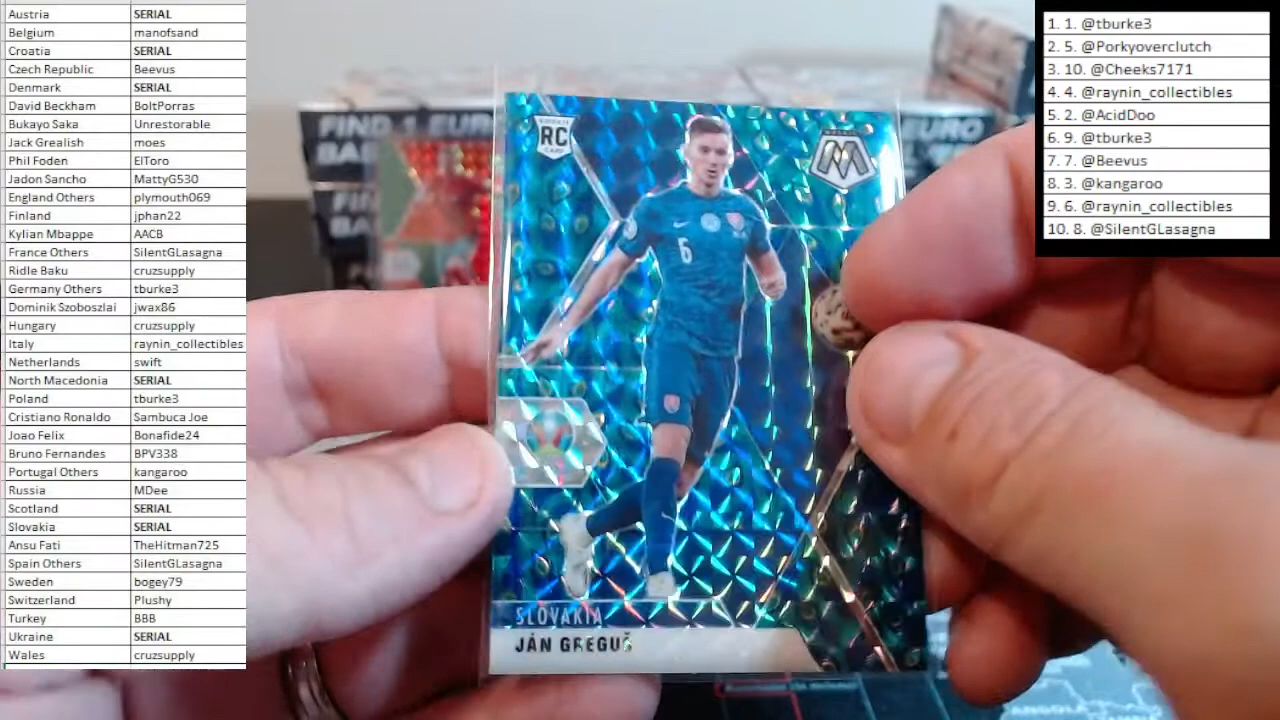 Austria SERIAL
Belgium manofsand
Croatia SERIAL
Czech Republic Beevus
Denmark SERIAL
David Beckham BoltPorras
Bukayo Saka Unrestorable
Jack Grealish moes
Phil Foden ElToro
Jadon Sancho MattyG530
England Others plymouth069
Finland jphan22
Kylian Mbappe AACB
France Others SilentGLasagna
Ridle Baku cruzsupply
Germany Others tburke3
Dominik Szoboszlai jwax86
Hungary cruzsupply
Italy raynin_collectibles
Netherlands swift
North Macedonia SERIAL
Poland tburke3
Cristiano Ronaldo Sambuca Joe
Joao Felix Bonafide24
Bruno Fernandes BPV338
Portugal Others kangaroo
Russia MDee
Scotland SERIAL
Slovakia SERIAL
Ansu Fati TheHitman725
Spain Others SilentGLasagna
Sweden bogey79
Switzerland Plushy
Turkey BBB
Ukraine SERIAL
Wales cruzsupply
FIND 1 EURO
EURO
RC
6
SLOVAKIA
JÁN GREGUŠ
1. 1. @tburke3
2. 5. @Porkyoverclutch
3. 10. @Cheeks7171
4. 4. @raynin_collectibles
5. 2. @AcidDoo
6. 9. @tburke3
7. 7. @Beevus
8. 3. @kangaroo
9. 6. @raynin_collectibles
10. 8. @SilentGLasagna